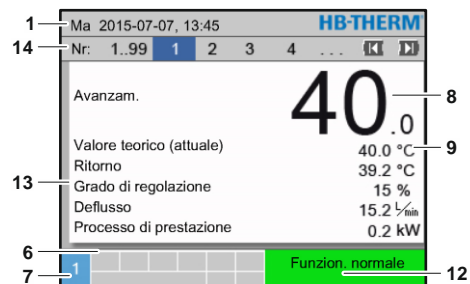 1 Ma 2015-07-07, 13:45 HB-THERM
14 Nr: 1..99 1 2 3 4 ...
Avanzam. 40.0 8
Valore teorico (attuale) 40.0 °C 9
Ritorno 39.2 °C
13 Grado di regolazione 15 %
Deflusso 15.2 L/min
Processo di prestazione 0.2 kW
6
7 1 Funzion. normale 12